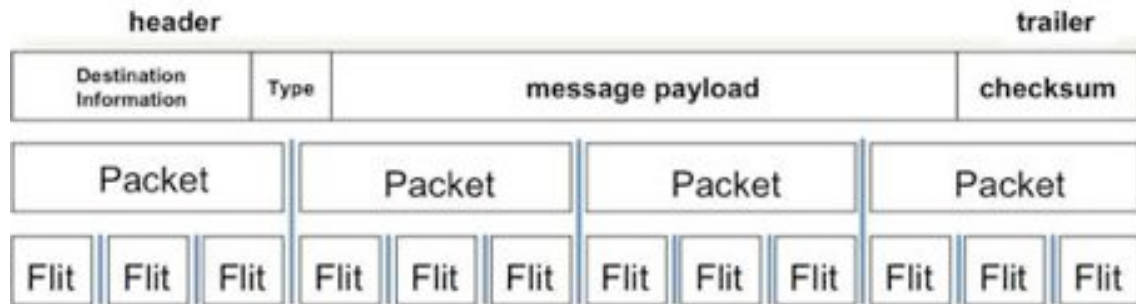 header trailer
Destination
Information
Type
message payload
checksum
Packet Packet Packet Packet
Flit Flit Flit Flit Flit Flit Flit Flit Flit Flit Flit Flit